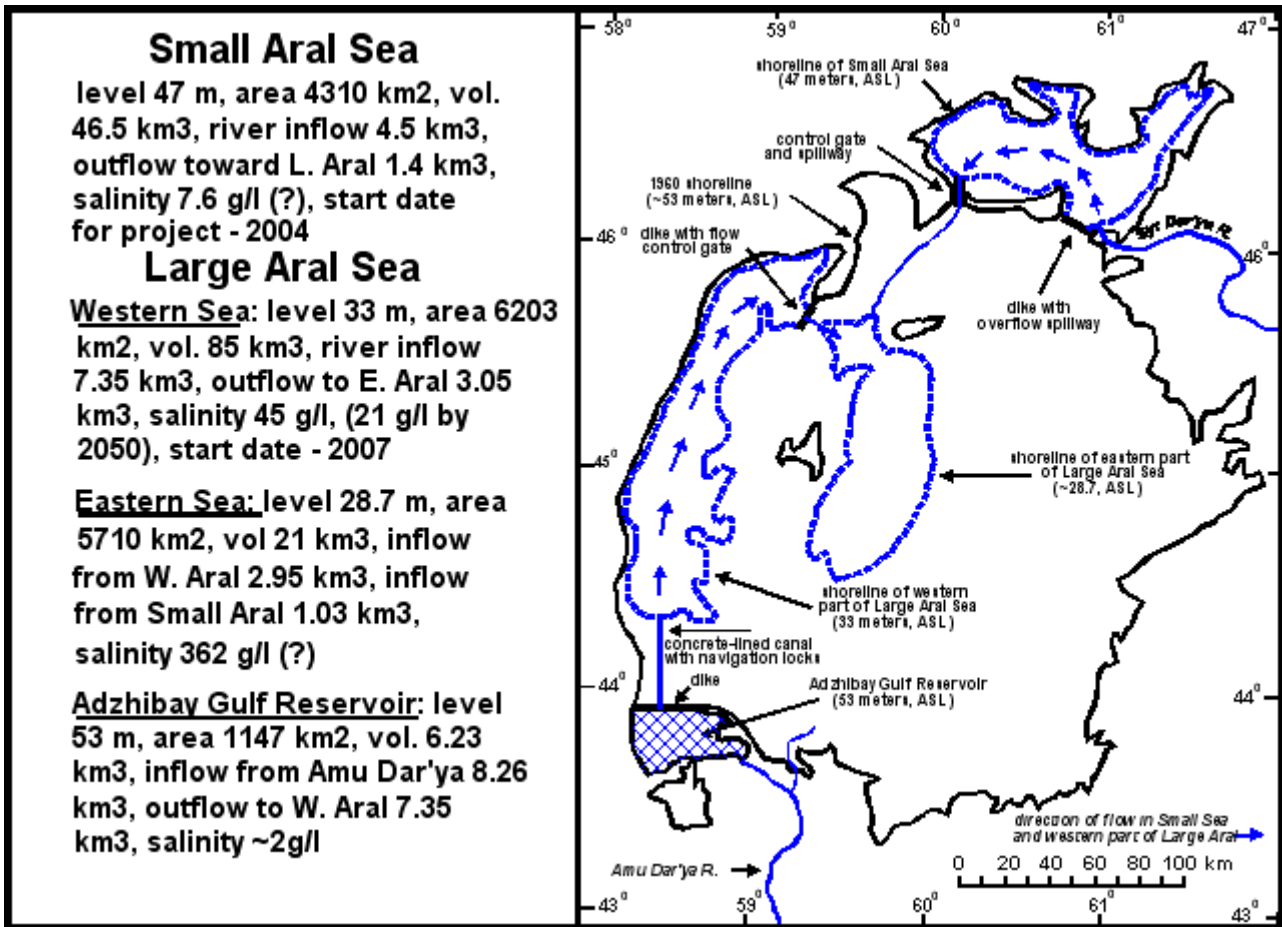 Small Aral Sea
level 47 m, area 4310 km2, vol.
46.5 km3, river inflow 4.5 km3,
outflow toward L. Aral 1.4 km3,
salinity 7.6 g/l (?), start date
for project - 2004
Large Aral Sea
Western Sea: level 33 m, area 6203
km2, vol. 85 km3, river inflow
7.35 km3, outflow to E. Aral 3.05
km3, salinity 45 g/l, (21 g/l by
2050), start date - 2007
Eastern Sea: level 28.7 m, area
5710 km2, vol 21 km3, inflow
from W. Aral 2.95 km3, inflow
from Small Aral 1.03 km3,
salinity 362 g/l (?)
Adzhibay Gulf Reservoir: level
53 m, area 1147 km2, vol. 6.23
km3, inflow from Amu Dar'ya 8.26
km3, outflow to W. Aral 7.35
km3, salinity ~2g/l
58° 59° 60° 61° 47°
shoreline of Small Aral Sea
(47 meters, ASL)
control gate
and spillway
1960 shoreline
(~53 meters, ASL)
dike with flow
control gate
46°
Syr Dar'ya R.
46°
dike with
overflow spillway
45°
shoreline of eastern part
of Large Aral Sea
(~28.7, ASL)
shoreline of western
part of Large Aral Sea
(33 meters, ASL)
concrete-lined canal
with navigation locks
44°
dike
Adzhibay Gulf Reservoir
(53 meters, ASL)
44°
direction of flow in Small Sea
and western part of Large Aral
0 20 40 60 80 100 km
Amu Dar'ya R.
43° 59° 60° 61° 43°